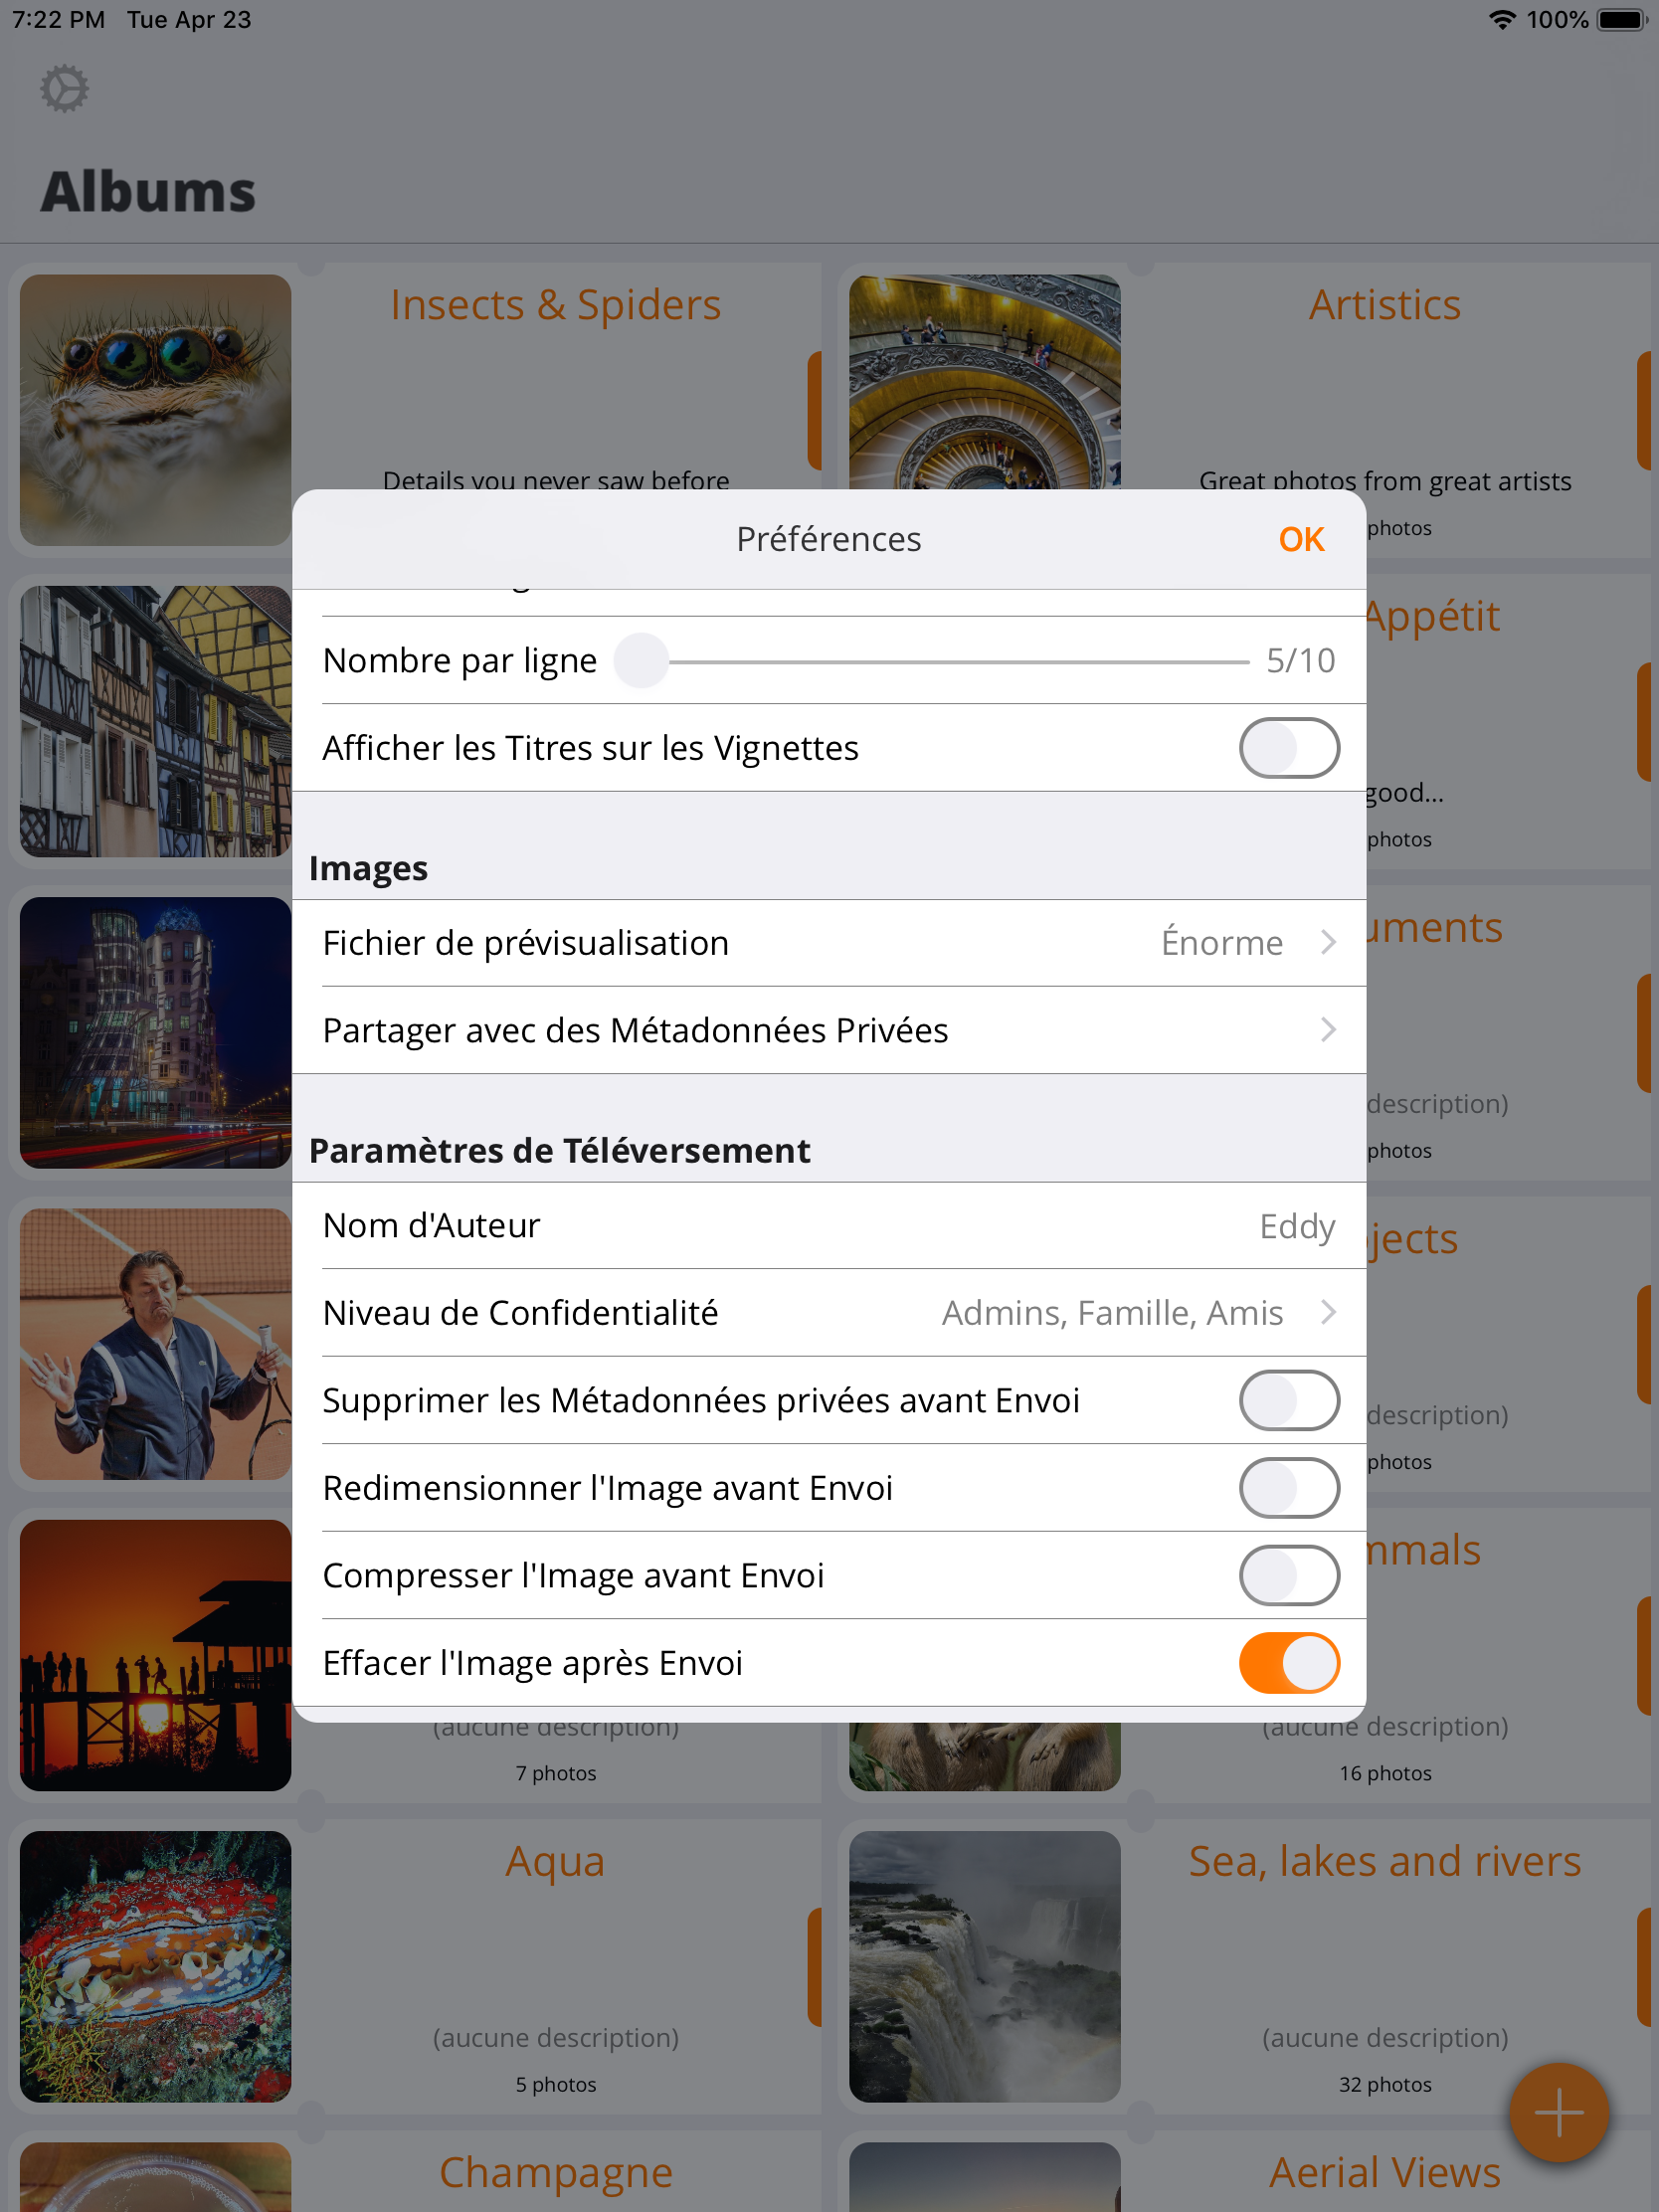 7:22 PM Tue Apr 23
100%
Albums
Insects & Spiders
Details you never saw before
Artistics
Great photos from great artists
photos
Appétit
good...
photos
description)
photos
description)
photos
Préférences
OK
Nombre par ligne
5/10
Afficher les Titres sur les Vignettes
Images
Fichier de prévisualisation
Énorme
Partager avec des Métadonnées Privées
Paramètres de Téléversement
Nom d'Auteur
Eddy
Niveau de Confidentialité
Admins, Famille, Amis
Supprimer les Métadonnées privées avant Envoi
Redimensionner l'Image avant Envoi
Compresser l'Image avant Envoi
Effacer l'Image après Envoi
(aucune description)
7 photos
(aucune description)
16 photos
Aqua
(aucune description)
5 photos
Sea, lakes and rivers
(aucune description)
32 photos
Champagne
Aerial Views